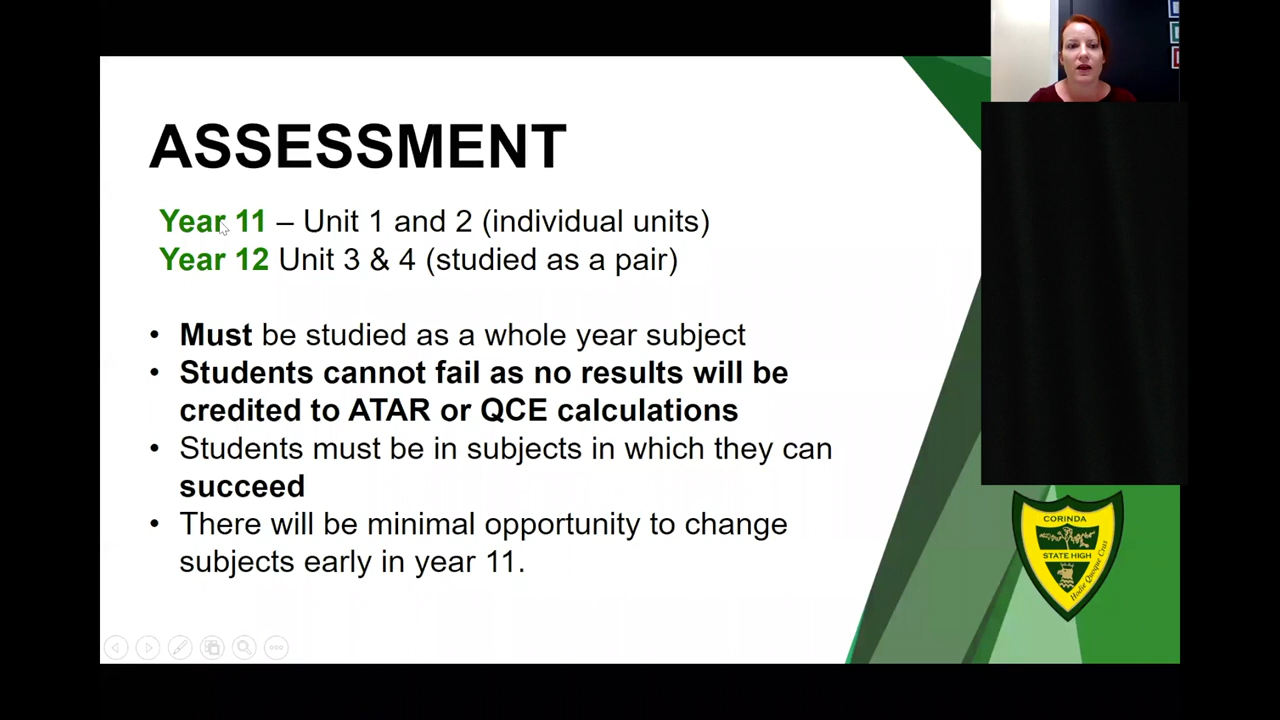 ASSESSMENT
Year 11 – Unit 1 and 2 (individual units)
Year 12 Unit 3 & 4 (studied as a pair)
• Must be studied as a whole year subject
• Students cannot fail as no results will be
credited to ATAR or QCE calculations
• Students must be in subjects in which they can
succeed
• There will be minimal opportunity to change
subjects early in year 11.
CORINDA
STATE HIGH
Hodie Quoque Cras